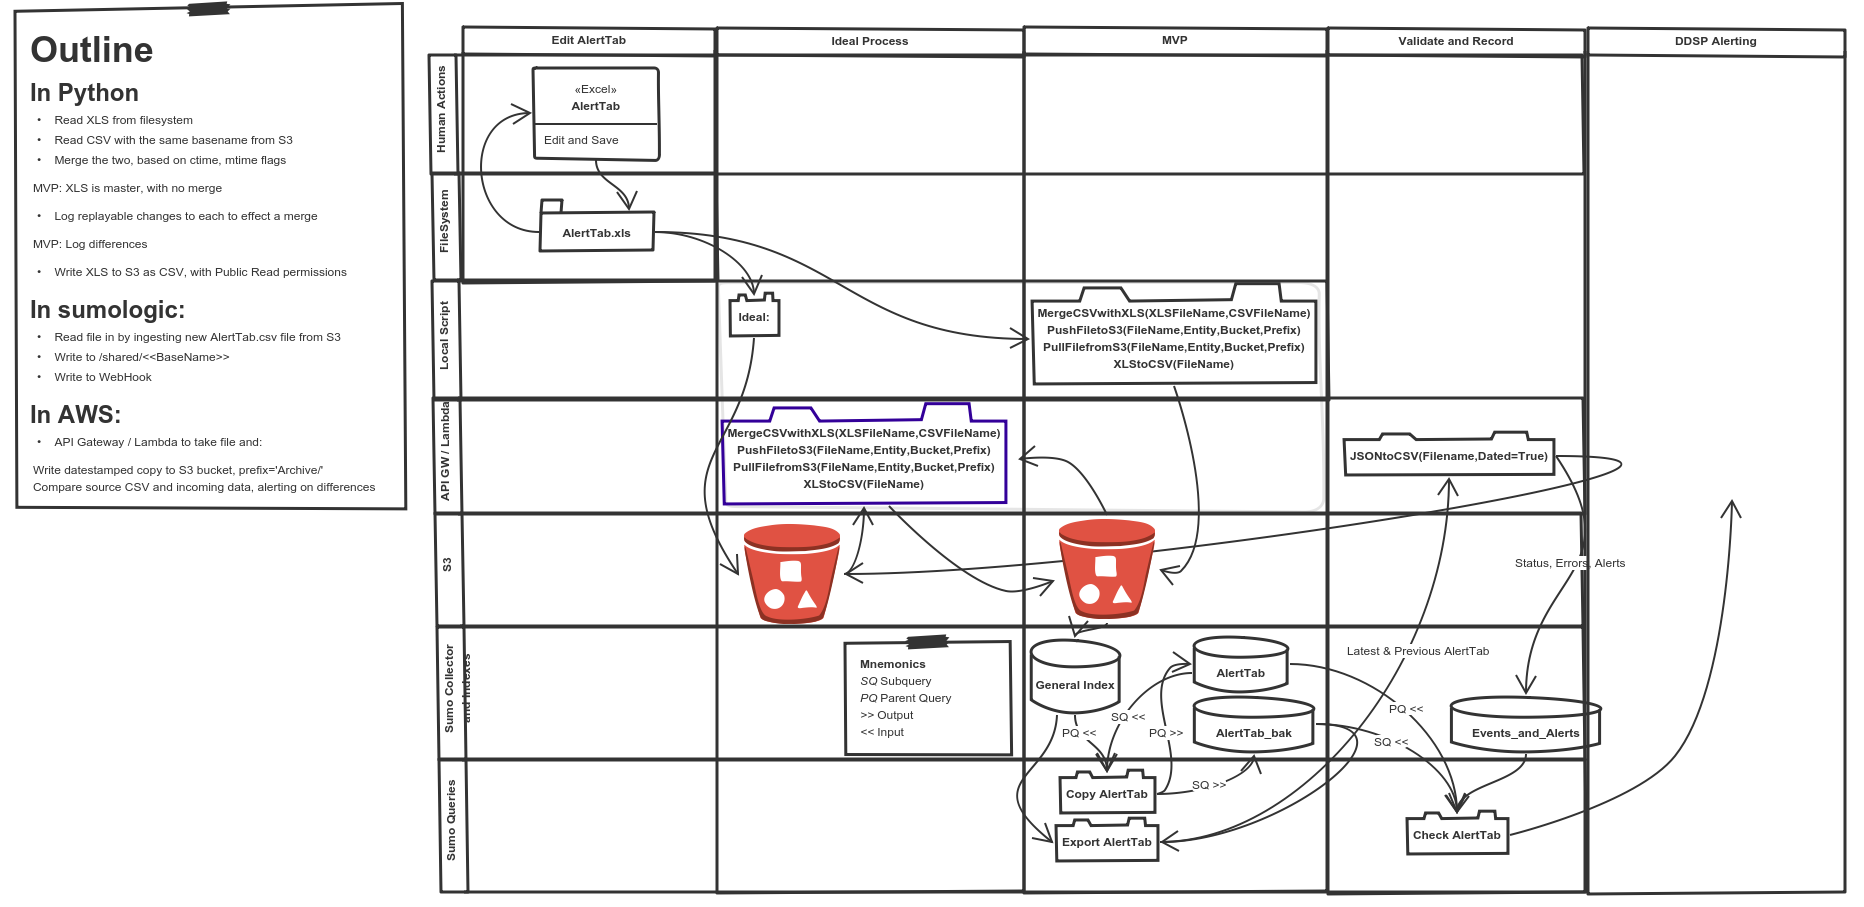 Outline
In Python
• Read XLS from filesystem
• Read CSV with the same basename from S3
• Merge the two, based on ctime, mtime flags
MVP: XLS is master, with no merge
• Log replayable changes to each to effect a merge
MVP: Log differences
• Write XLS to S3 as CSV, with Public Read permissions
In sumologic:
• Read file in by ingesting new AlertTab.csv file from S3
• Write to /shared/<<BaseName>>
• Write to WebHook
In AWS:
• API Gateway / Lambda to take file and:
Write datestamped copy to S3 bucket, prefix='Archive/'
Compare source CSV and incoming data, alerting on differences
Edit AlertTab
Ideal Process
MVP
Validate and Record
DDSP Alerting
Human Actions
«Excel»
AlertTab
Edit and Save
FileSystem
AlertTab.xls
Local Script
Ideal:
MergeCSVwithXLS(XLSFileName,CSVFileName)
PushFiletoS3(FileName,Entity,Bucket,Prefix)
PullFilefromS3(FileName,Entity,Bucket,Prefix)
XLStoCSV(FileName)
API GW / Lambda
MergeCSVwithXLS(XLSFileName,CSVFileName)
PushFiletoS3(FileName,Entity,Bucket,Prefix)
PullFilefromS3(FileName,Entity,Bucket,Prefix)
XLStoCSV(FileName)
JSONtoCSV(Filename,Dated=True)
S3
Status, Errors, Alerts
Sumo Collector
and Indexes
Mnemonics
SQ Subquery
PQ Parent Query
>> Output
<< Input
General Index
AlertTab
AlertTab_bak
Latest & Previous AlertTab
Events_and_Alerts
SQ <<
PQ <<
PQ >>
PQ <<
SQ <<
Sumo Queries
Copy AlertTab
SQ >>
Export AlertTab
Check AlertTab